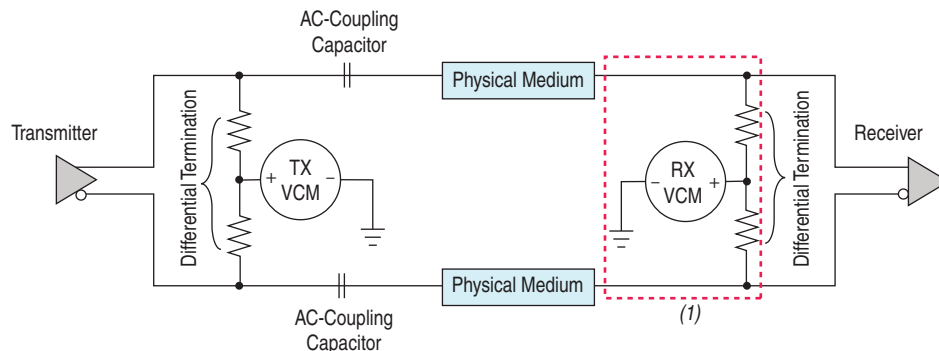 AC-Coupling
Capacitor
Physical Medium
Transmitter
Differential Termination
+ TX -
VCM
- RX +
VCM
Differential Termination
Receiver
Physical Medium
(1)
AC-Coupling
Capacitor